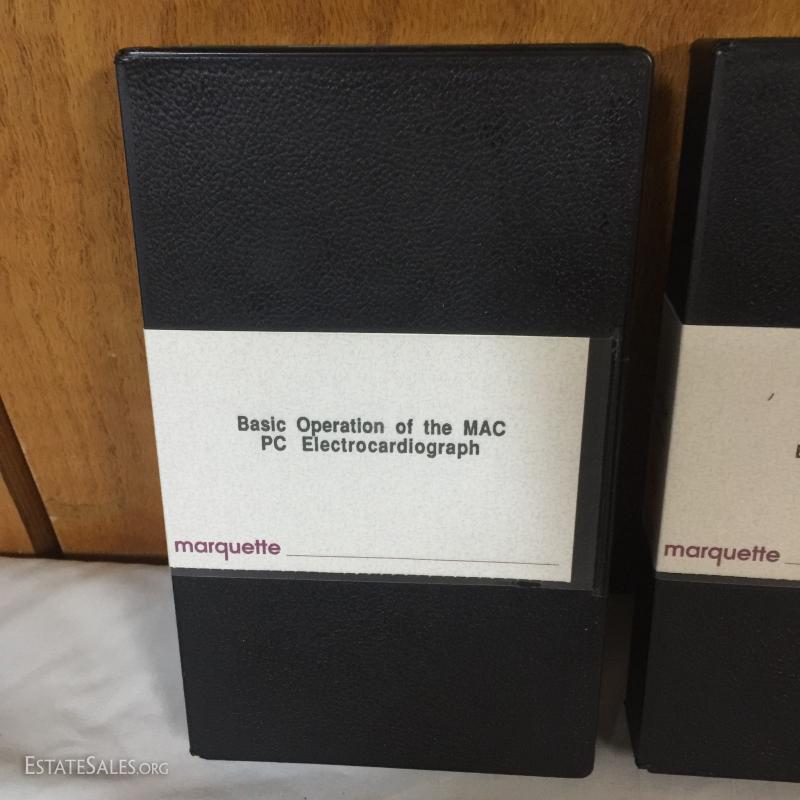 Basic Operation of the MAC
PC Electrocardiograph
marquette
marquette
ESTATESALES.ORG